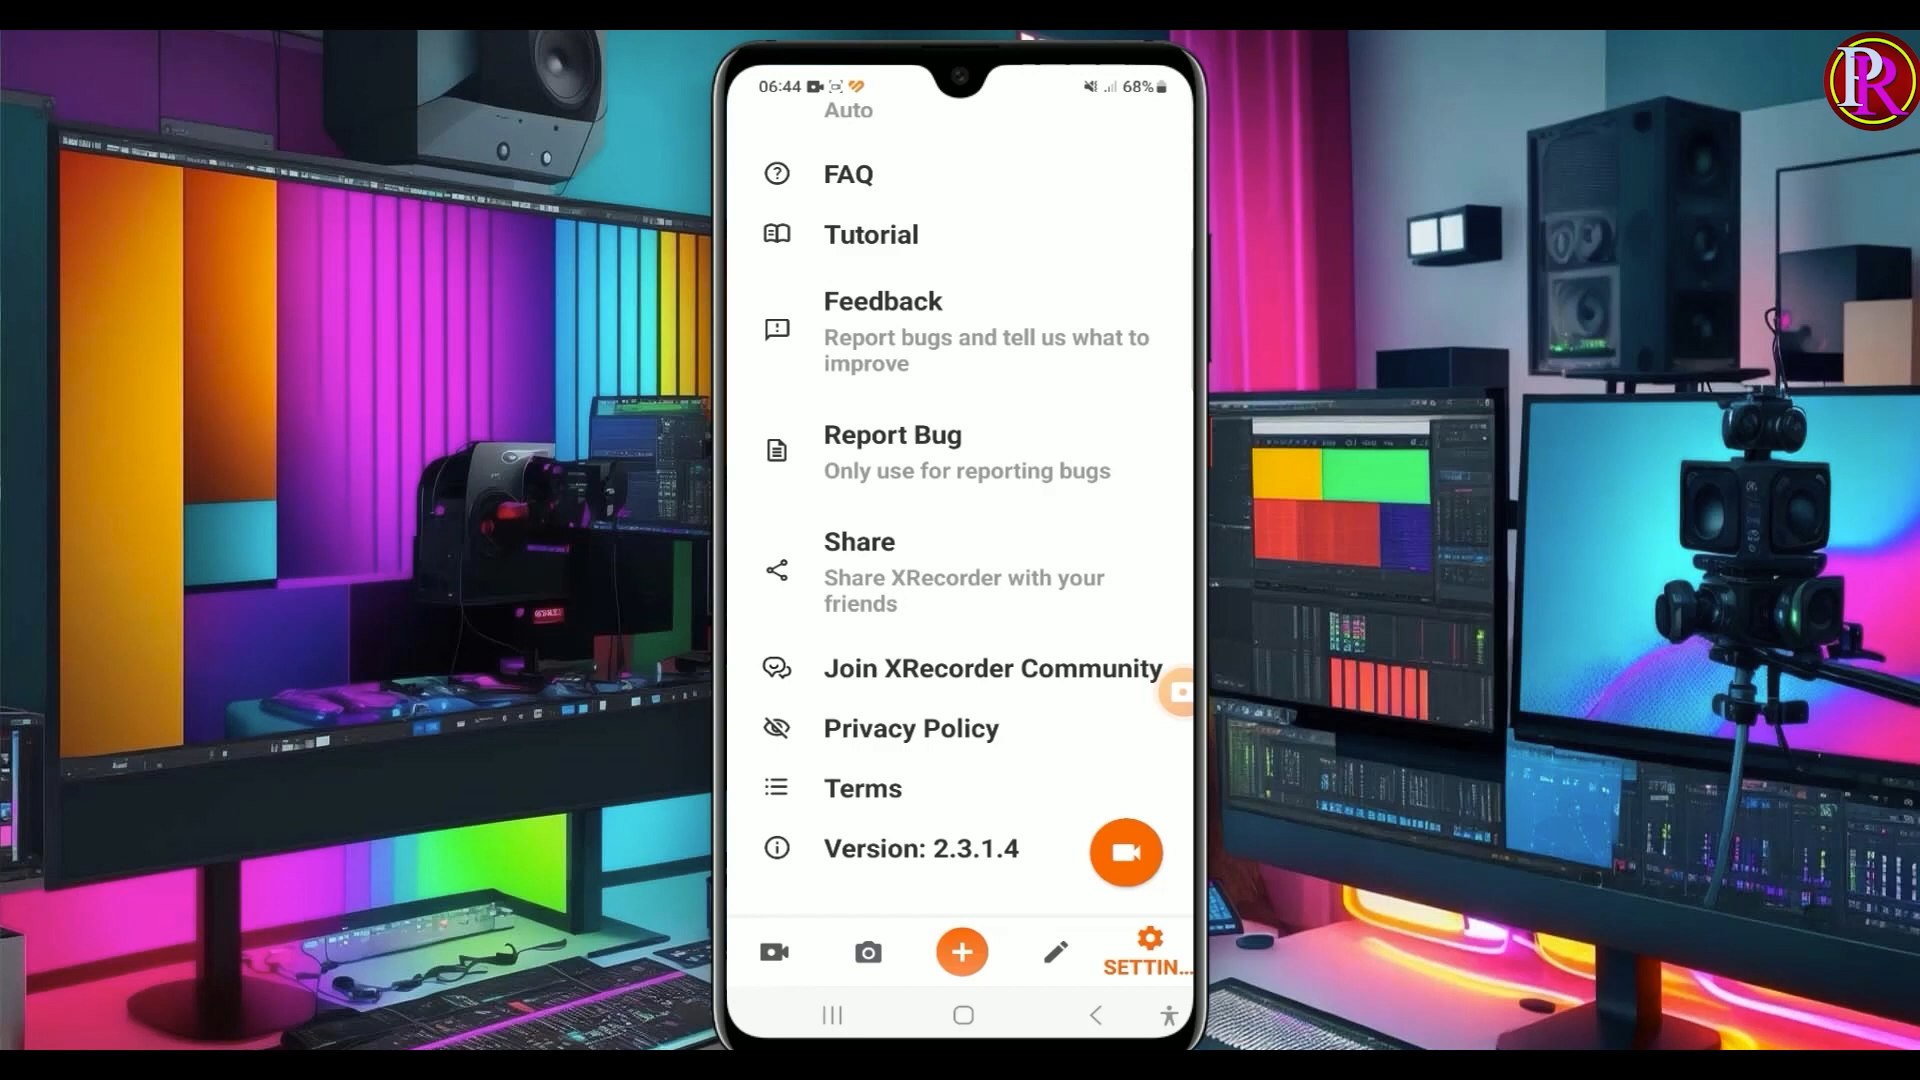 PR
06:44
68%
Auto
FAQ
Tutorial
Feedback
Report bugs and tell us what to
improve
Report Bug
Only use for reporting bugs
Share
Share XRecorder with your
friends
Join XRecorder Community
Privacy Policy
Terms
Version: 2.3.1.4
SETTIN...